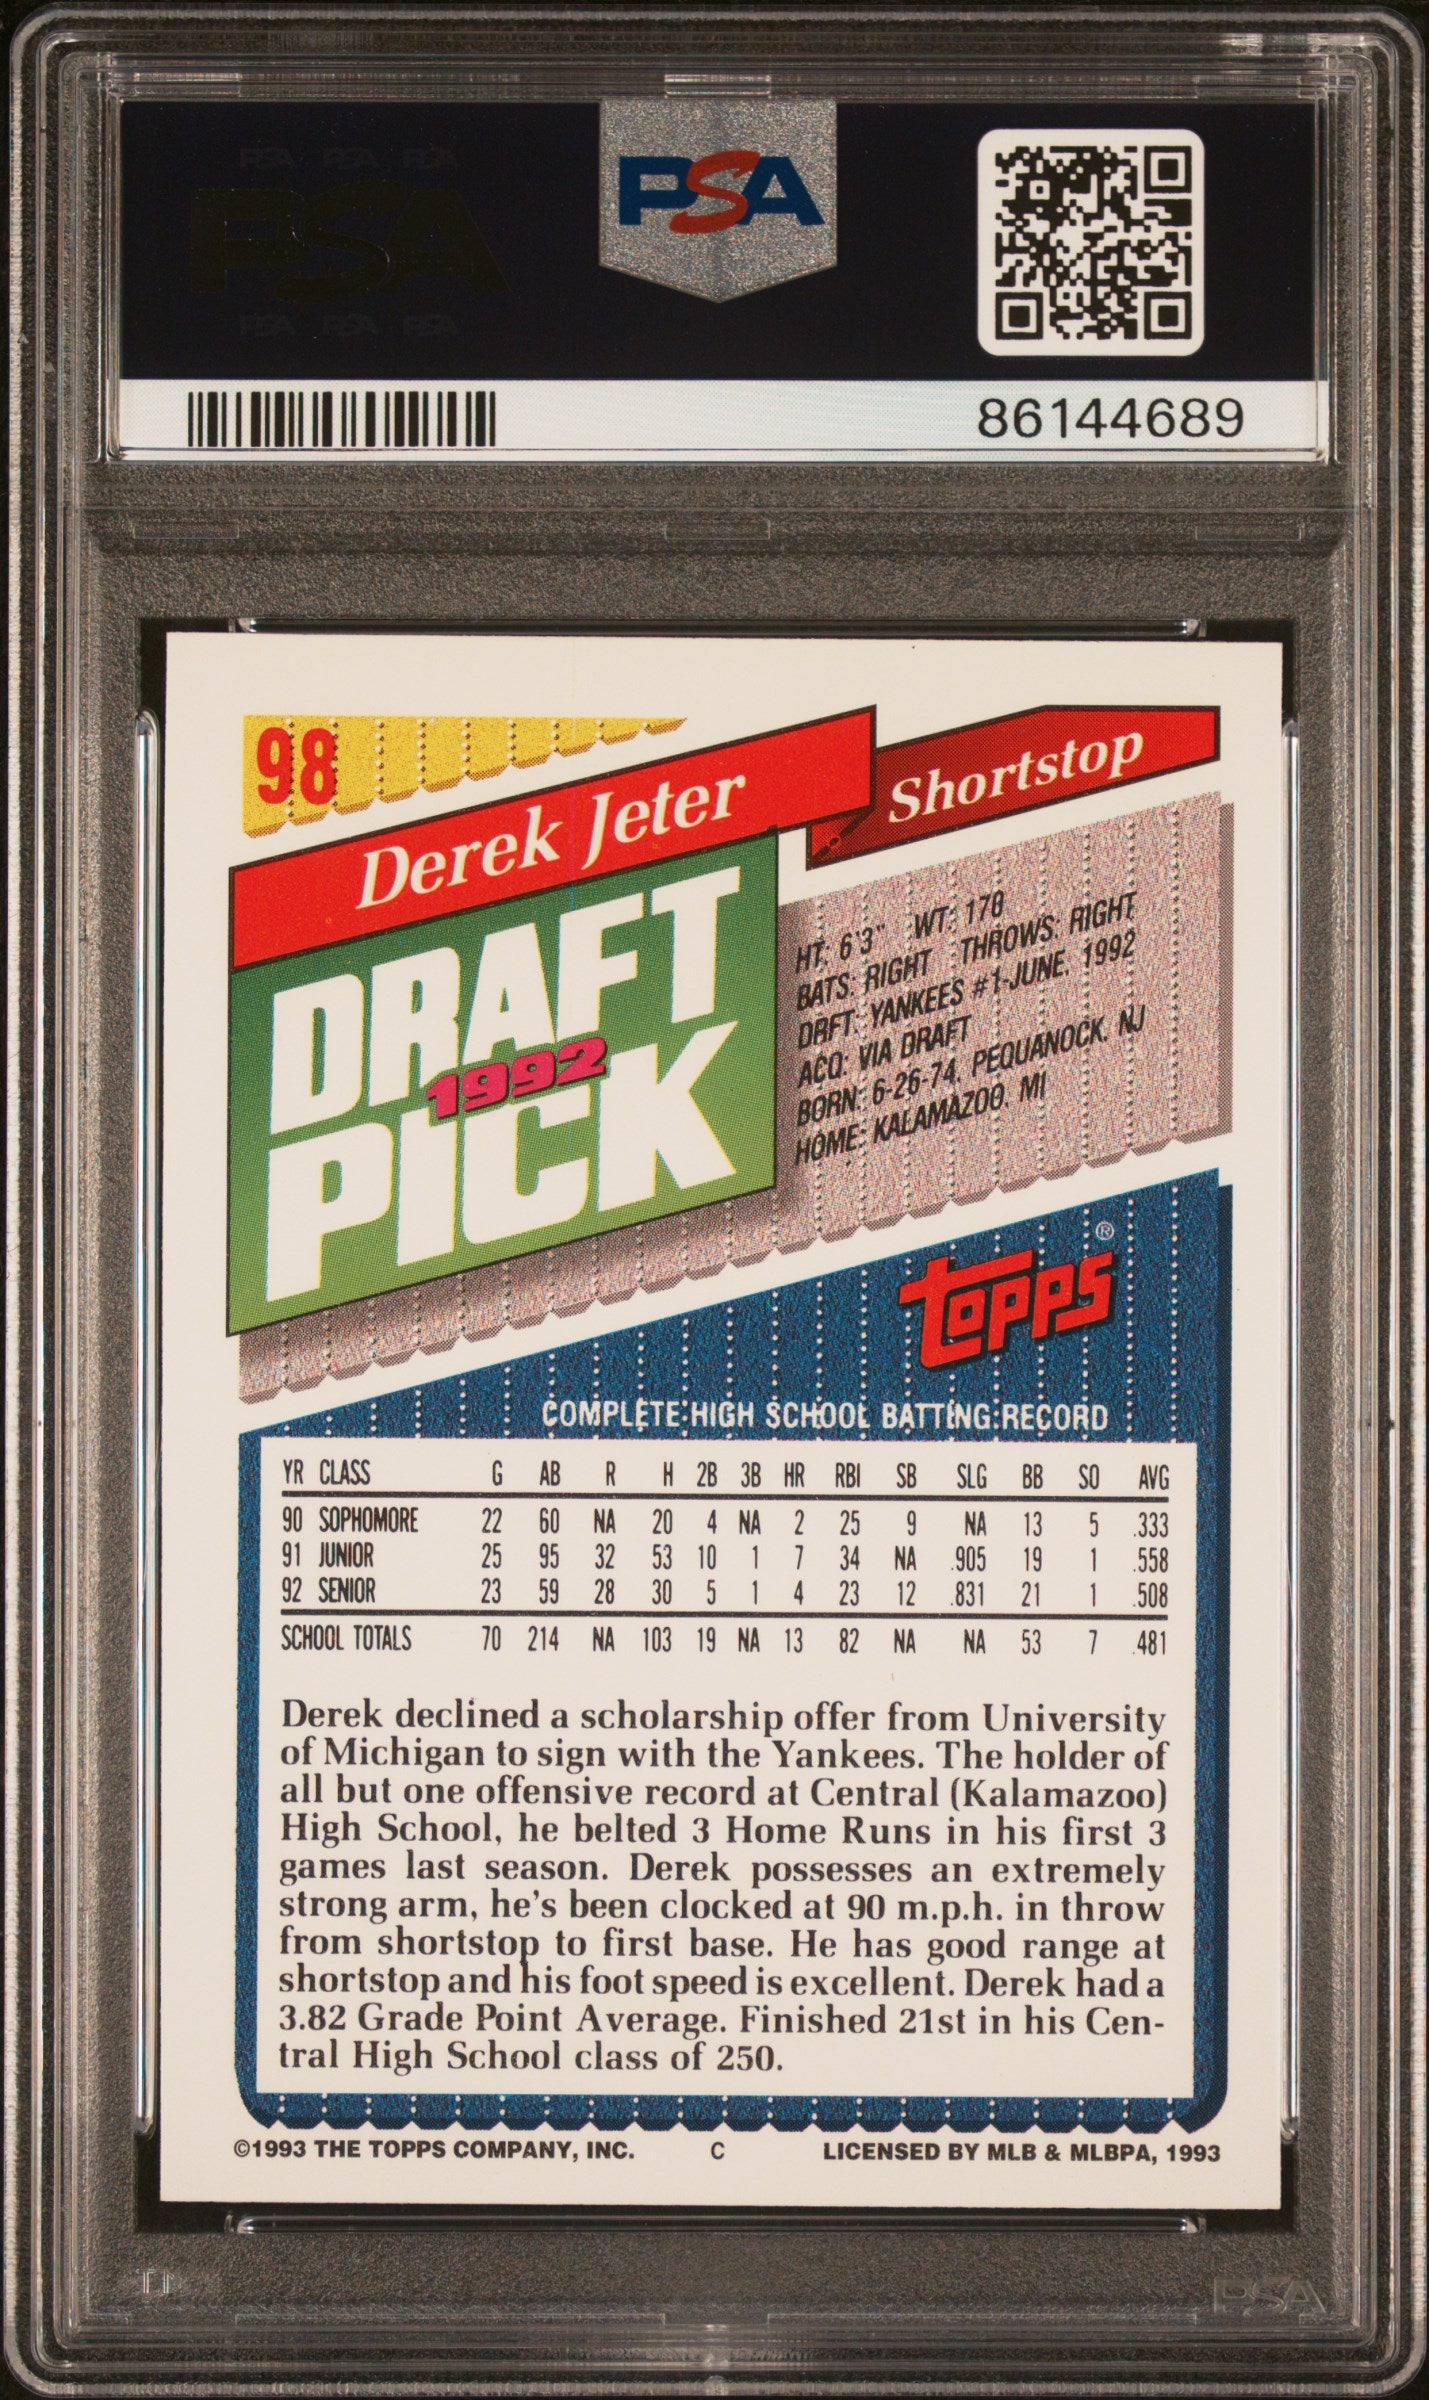 PSA PSA PSA
PSA
PSA PSA PSA
PSA
86144689
98
Derek Jeter
Shortstop
DRAFT
1992
PICK
HT: 6'3" WT: 170
BATS: RIGHT THROWS: RIGHT
DRFT: YANKEES #1-JUNE, 1992
ACQ: VIA DRAFT
BORN: 6-26-74, PEQUANOCK, NJ
HOME: KALAMAZOO, MI
TOPPS®
COMPLETE HIGH SCHOOL BATTING RECORD
YR CLASS G AB R H 2B 3B HR RBI SB SLG BB SO AVG
90 SOPHOMORE 22 60 NA 20 4 NA 2 25 9 NA 13 5 .333
91 JUNIOR 25 95 32 53 10 1 7 34 NA .905 19 1 .558
92 SENIOR 23 59 28 30 5 1 4 23 12 .831 21 1 .508
SCHOOL TOTALS 70 214 NA 103 19 NA 13 82 NA NA 53 7 .481
Derek declined a scholarship offer from University
of Michigan to sign with the Yankees. The holder of
all but one offensive record at Central (Kalamazoo)
High School, he belted 3 Home Runs in his first 3
games last season. Derek possesses an extremely
strong arm, he's been clocked at 90 m.p.h. in throw
from shortstop to first base. He has good range at
shortstop and his foot speed is excellent. Derek had a
3.82 Grade Point Average. Finished 21st in his Cen-
tral High School class of 250.
©1993 THE TOPPS COMPANY, INC. C LICENSED BY MLB & MLBPA, 1993
PSA